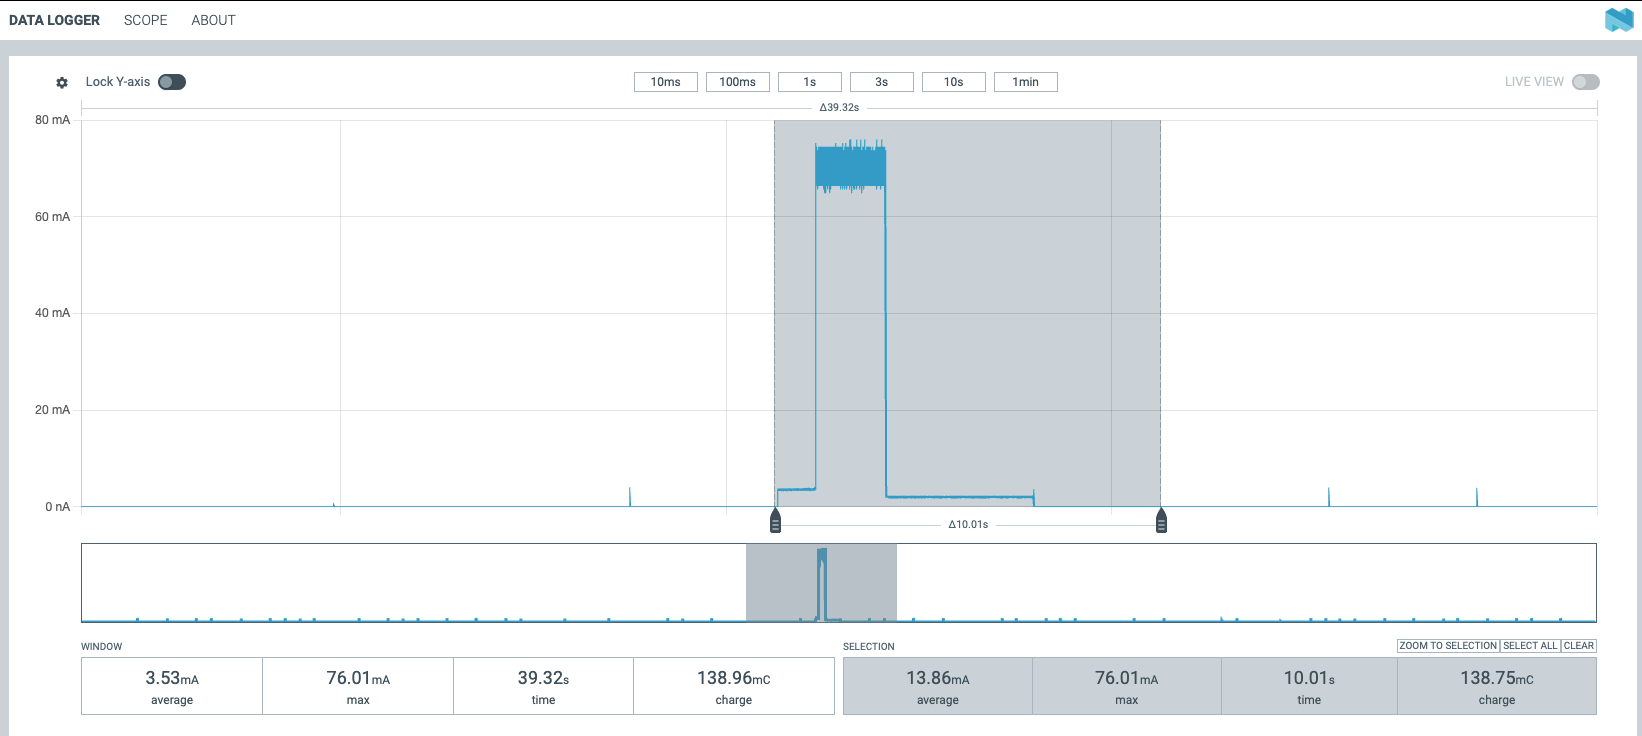 DATA LOGGER SCOPE ABOUT
Lock Y-axis 10ms 100ms 1s 3s 10s 1min LIVE VIEW
Δ39.32s
80 mA
60 mA
40 mA
20 mA
0 nA
Δ10.01s
WINDOW SELECTION ZOOM TO SELECTION SELECT ALL CLEAR
3.53mA 76.01mA 39.32s 138.96mC 13.86mA 76.01mA 10.01s 138.75mC
average max time charge average max time charge